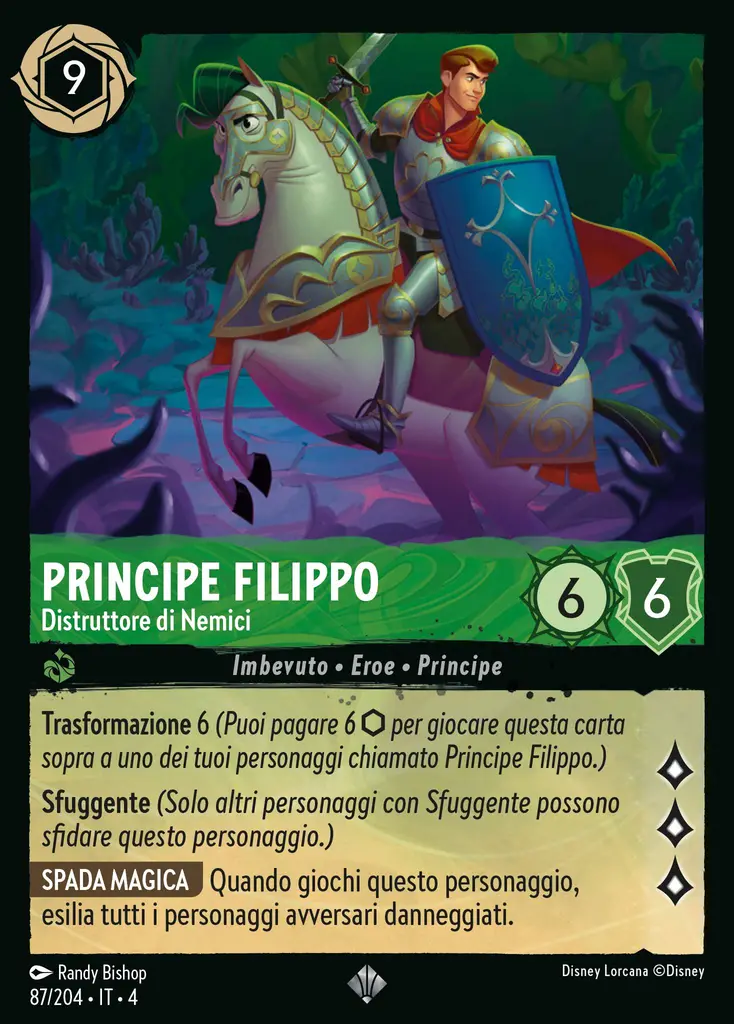 9
PRINCIPE FILIPPO
Distruttore di Nemici
6
6
Imbevuto • Eroe • Principe
Trasformazione 6 (Puoi pagare 6 ⬡ per giocare questa carta
sopra a uno dei tuoi personaggi chiamato Principe Filippo.)
Sfuggente (Solo altri personaggi con Sfuggente possono
sfidare questo personaggio.)
SPADA MAGICA Quando giochi questo personaggio,
esilia tutti i personaggi avversari danneggiati.
Randy Bishop
Disney Lorcana ©Disney
87/204 • IT • 4